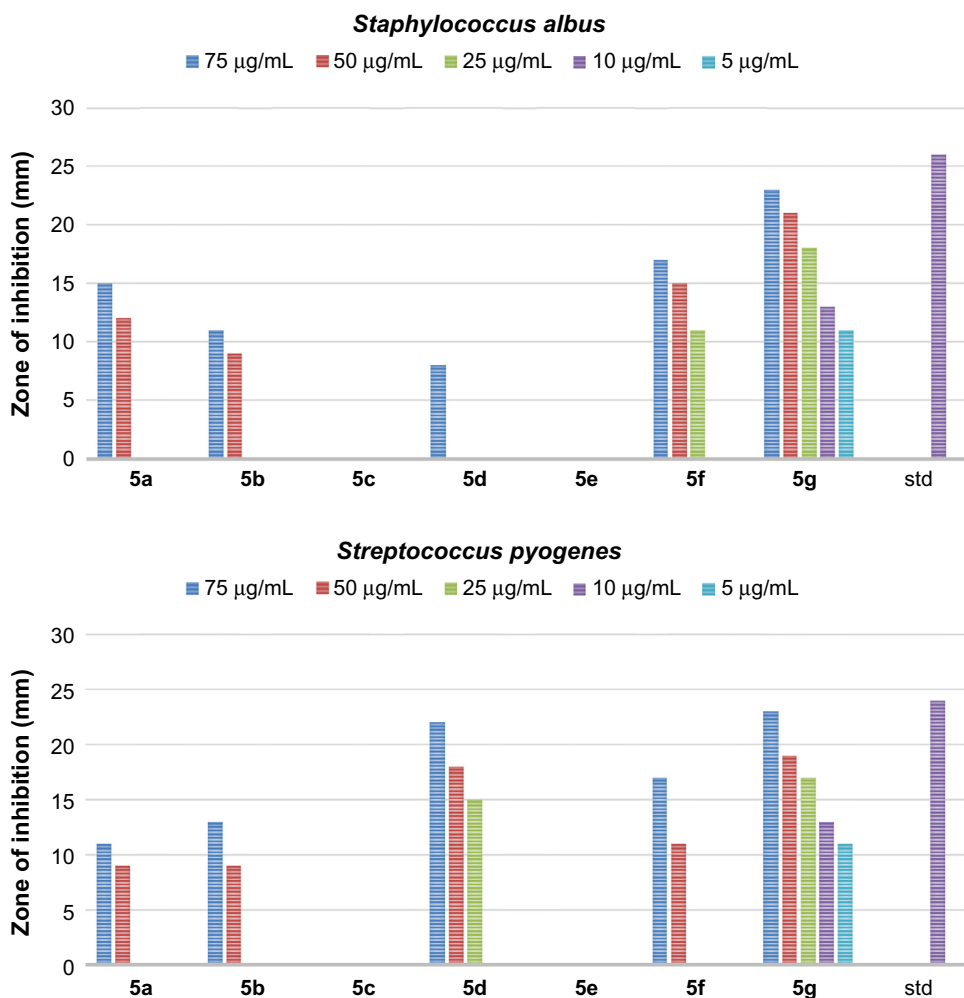 Staphylococcus albus
75 μg/mL 50 μg/mL 25 μg/mL 10 μg/mL 5 μg/mL
Zone of inhibition (mm)
30
25
20
15
10
5
0
5a 5b 5c 5d 5e 5f 5g std
Streptococcus pyogenes
75 μg/mL 50 μg/mL 25 μg/mL 10 μg/mL 5 μg/mL
Zone of inhibition (mm)
30
25
20
15
10
5
0
5a 5b 5c 5d 5e 5f 5g std